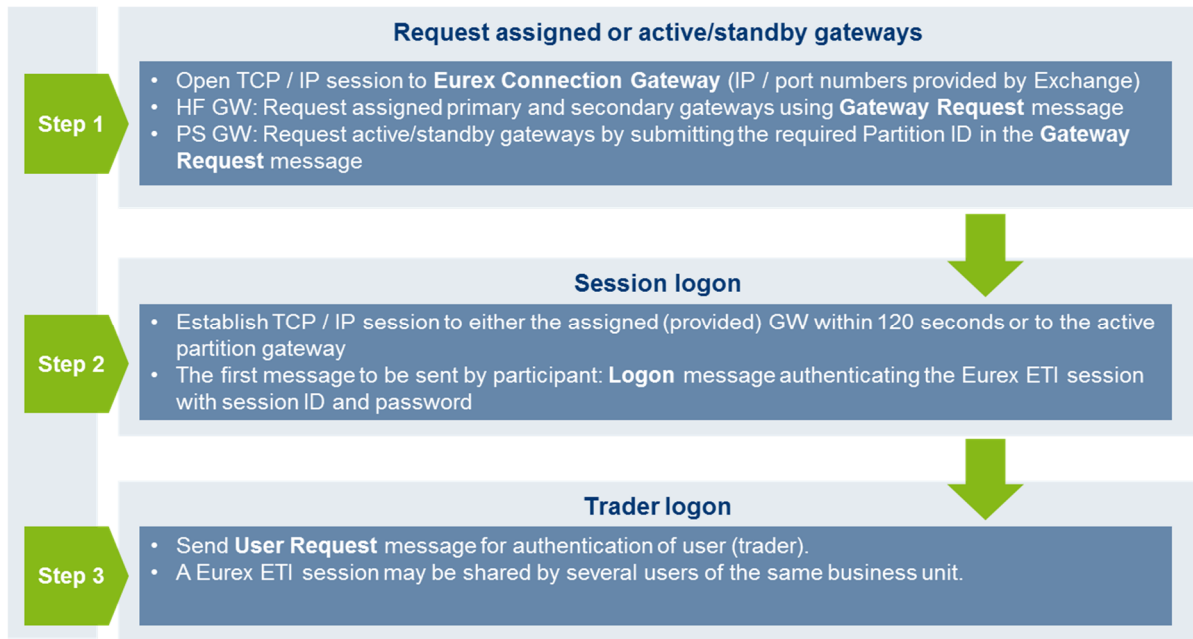 Request assigned or active/standby gateways
Step 1
• Open TCP / IP session to Eurex Connection Gateway (IP / port numbers provided by Exchange)
• HF GW: Request assigned primary and secondary gateways using Gateway Request message
• PS GW: Request active/standby gateways by submitting the required Partition ID in the Gateway
Request message
Session logon
Step 2
• Establish TCP / IP session to either the assigned (provided) GW within 120 seconds or to the active
partition gateway
• The first message to be sent by participant: Logon message authenticating the Eurex ETI session
with session ID and password
Trader logon
Step 3
• Send User Request message for authentication of user (trader).
• A Eurex ETI session may be shared by several users of the same business unit.